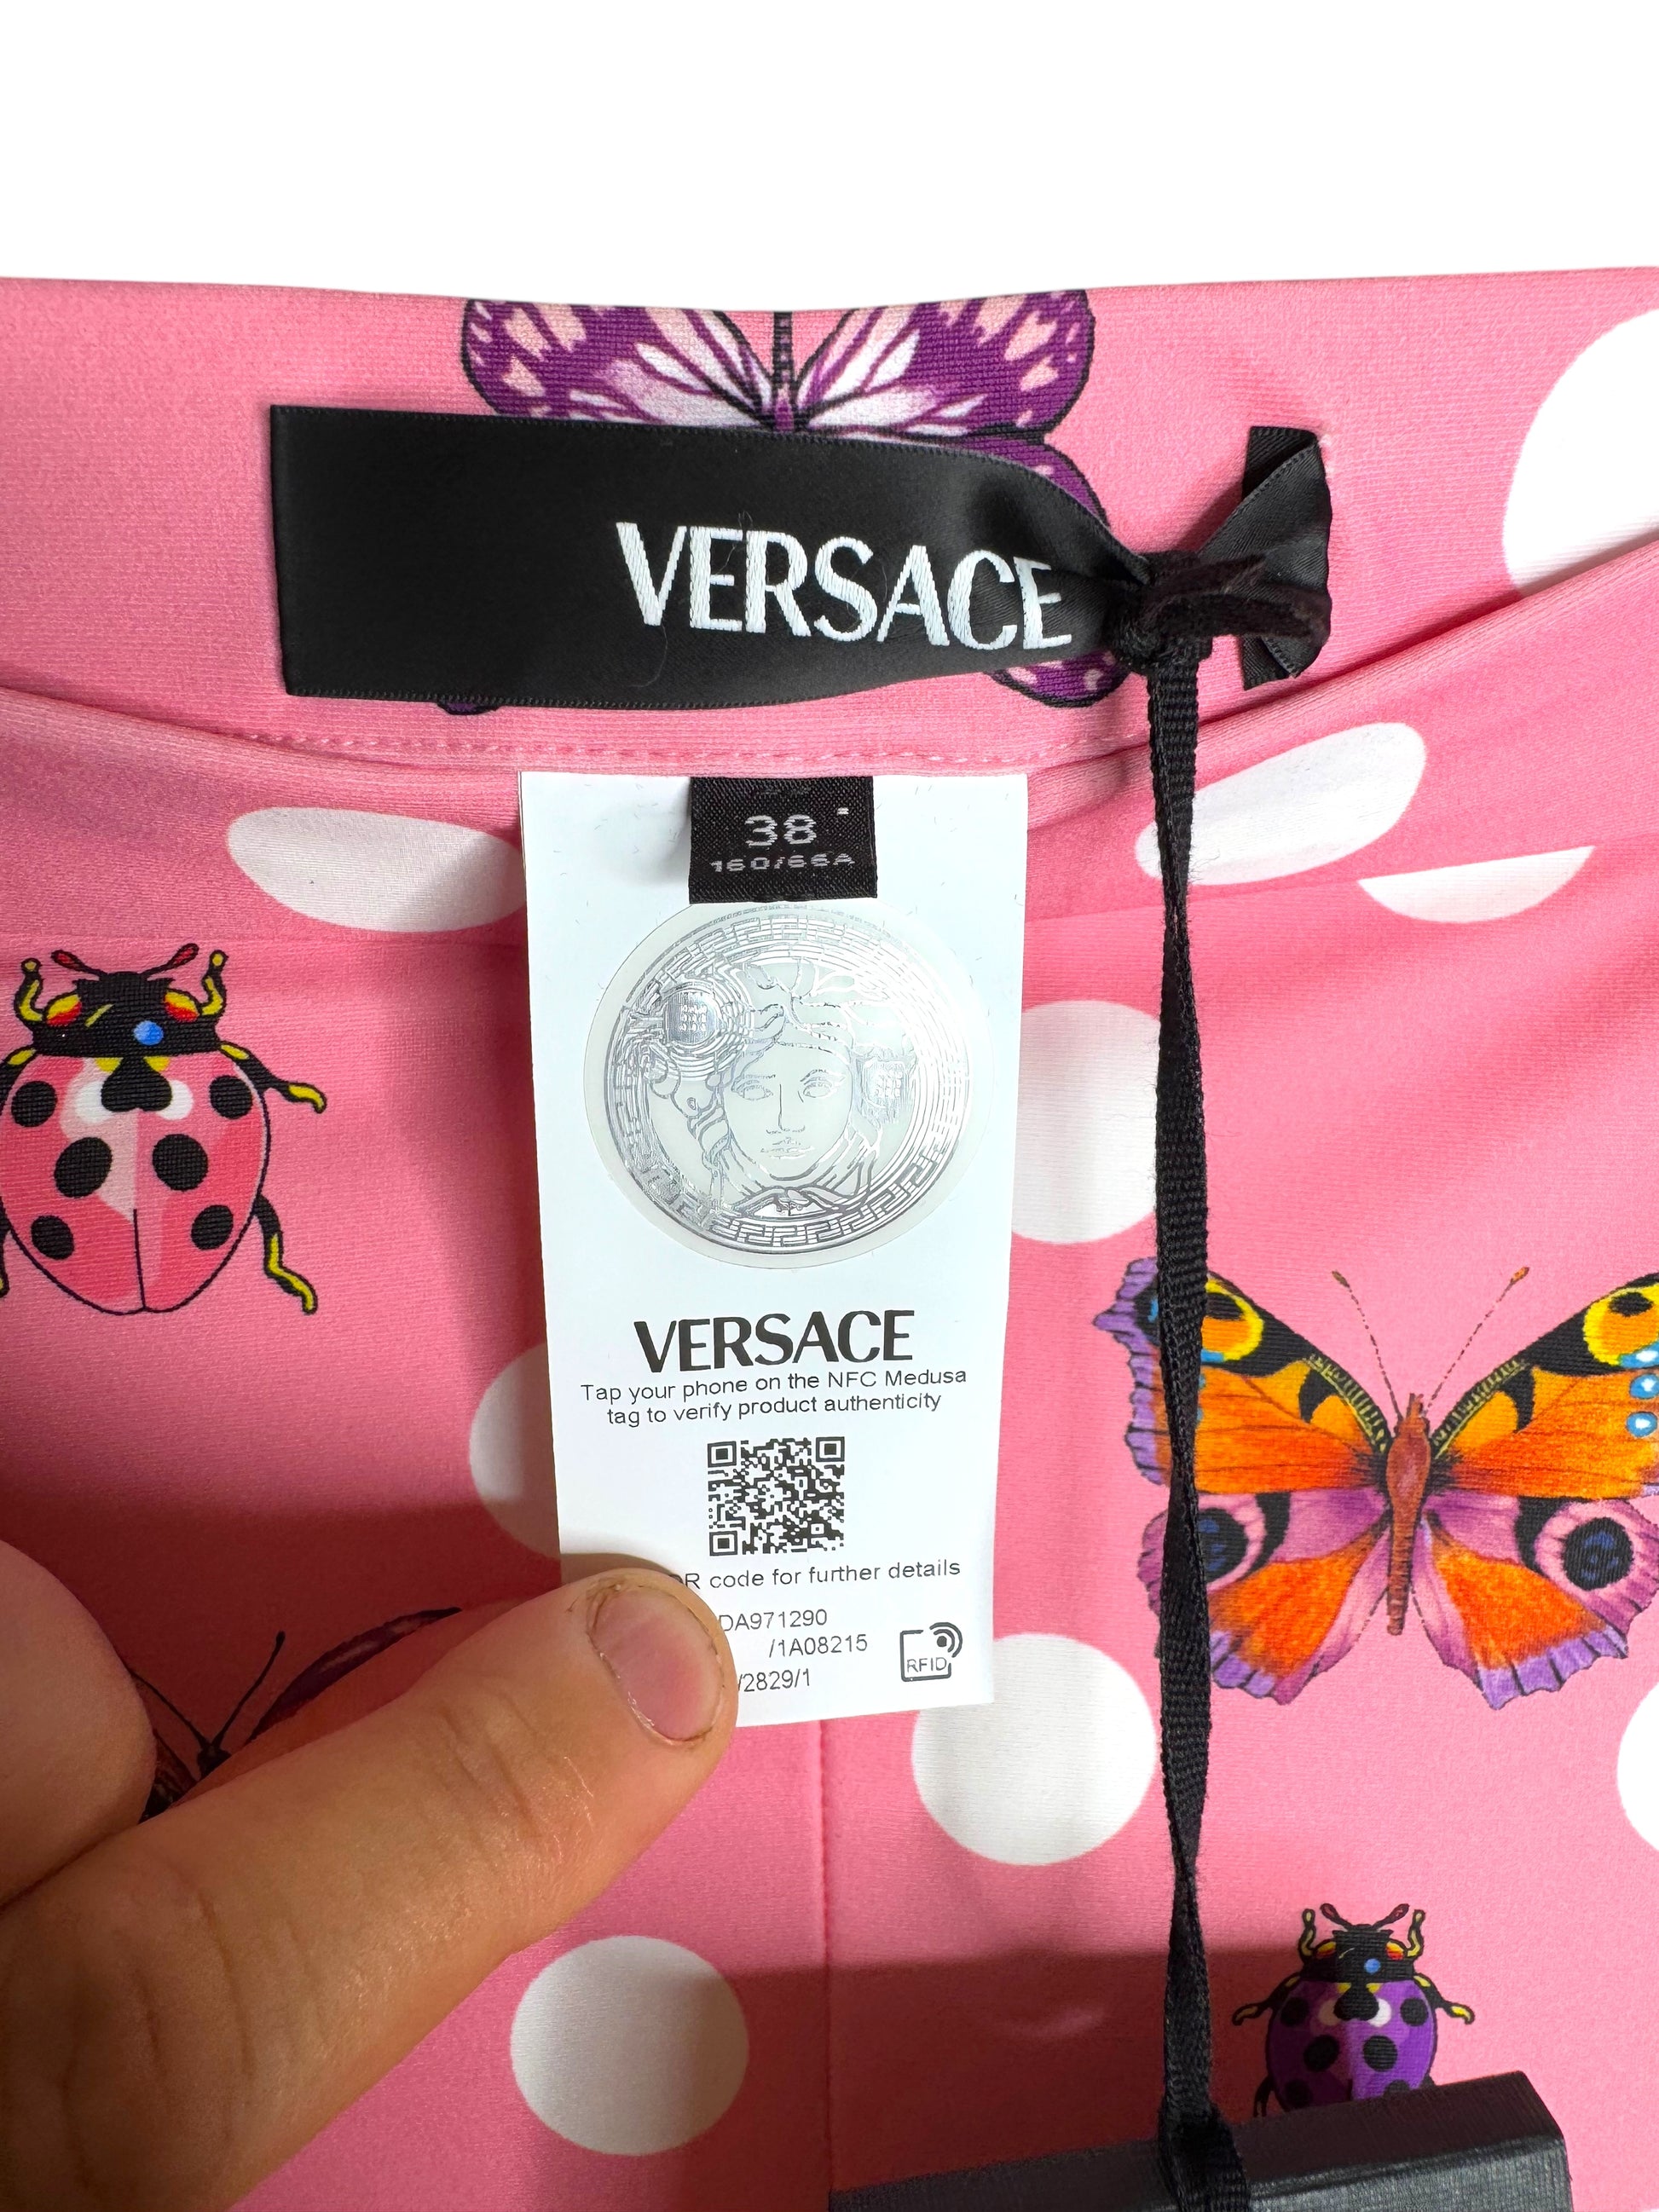 VERSACE
38
160/66A
VERSACE
Tap your phone on the NFC Medusa
tag to verify product authenticity
QR code for further details
DA971290
/1A08215
/2829/1
RFID